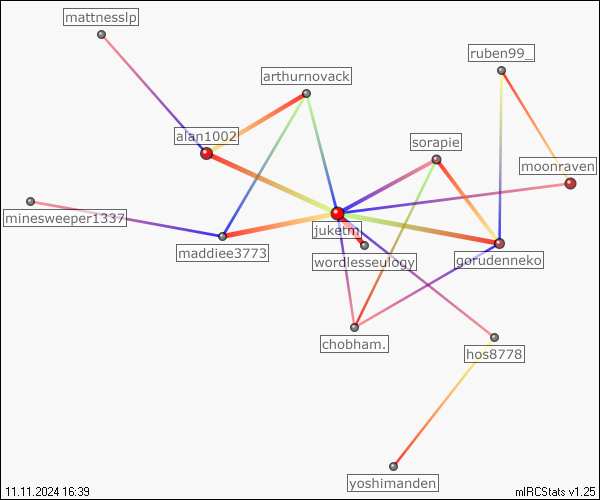 mattnesslp
ruben99_
arthurnovack
alan1002
sorapie
moonraven
minesweeper1337
juketm
maddiee3773
wordlesseulogy
gorudenneko
chobham.
hos8778
yoshimanden
11.11.2024 16:39
mIRCStats v1.25